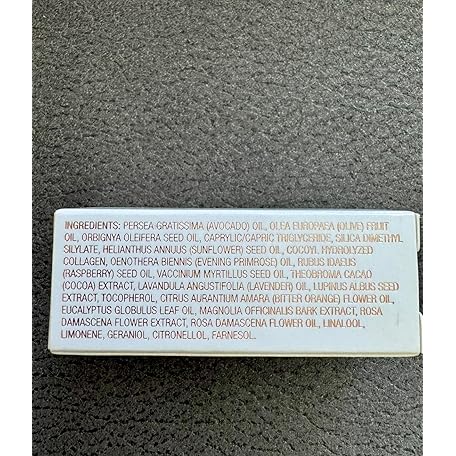 INGREDIENTS: PERSEA GRATISSIMA (AVOCADO) OIL, OLEA EUROPAEA (OLIVE) FRUIT
OIL, ORBIGNYA OLEIFERA SEED OIL, CAPRYLIC/CAPRIC TRIGLYCERIDE, SILICA DIMETHYL
SILYLATE, HELIANTHUS ANNUUS (SUNFLOWER) SEED OIL, COCOYL HYDROLYZED
COLLAGEN, OENOTHERA BIENNIS (EVENING PRIMROSE) OIL, RUBUS IDAEUS
(RASPBERRY) SEED OIL, VACCINIUM MYRTILLUS SEED OIL, THEOBROMA CACAO
(COCOA) EXTRACT, LAVANDULA ANGUSTIFOLIA (LAVENDER) OIL, LUPINUS ALBUS SEED
EXTRACT, TOCOPHEROL, CITRUS AURANTIUM AMARA (BITTER ORANGE) FLOWER OIL,
EUCALYPTUS GLOBULUS LEAF OIL, MAGNOLIA OFFICINALIS BARK EXTRACT, ROSA
DAMASCENA FLOWER EXTRACT, ROSA DAMASCENA FLOWER OIL, LINALOOL,
LIMONENE, GERANIOL, CITRONELLOL, FARNESOL.